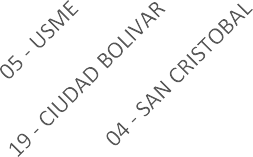 05 - USME
19 - CIUDAD BOLIVAR
04 - SAN CRISTOBAL